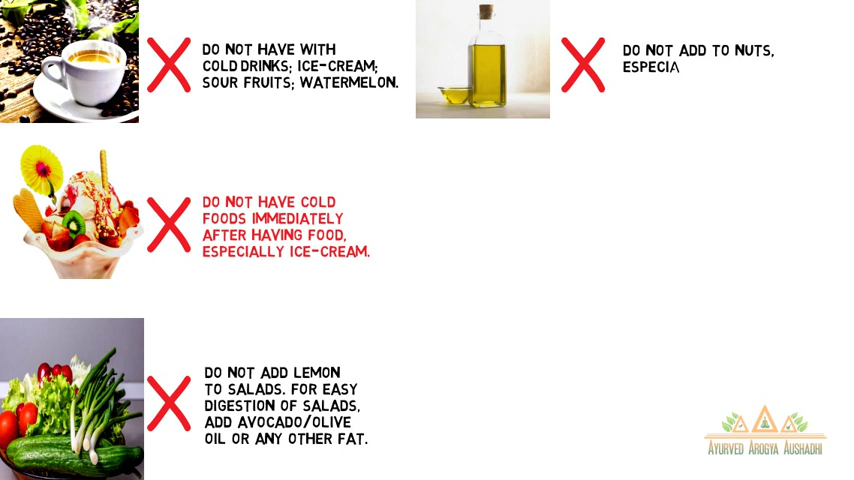 DO NOT HAVE WITH
COLD DRINKS; ICE-CREAM;
SOUR FRUITS; WATERMELON.
DO NOT HAVE COLD
FOODS IMMEDIATELY
AFTER HAVING FOOD,
ESPECIALLY ICE-CREAM.
DO NOT ADD LEMON
TO SALADS. FOR EASY
DIGESTION OF SALADS,
ADD AVOCADO/OLIVE
OIL OR ANY OTHER FAT.
DO NOT ADD TO NUTS,
ESPECIA
AYURVED AROGYA AUSHADHI